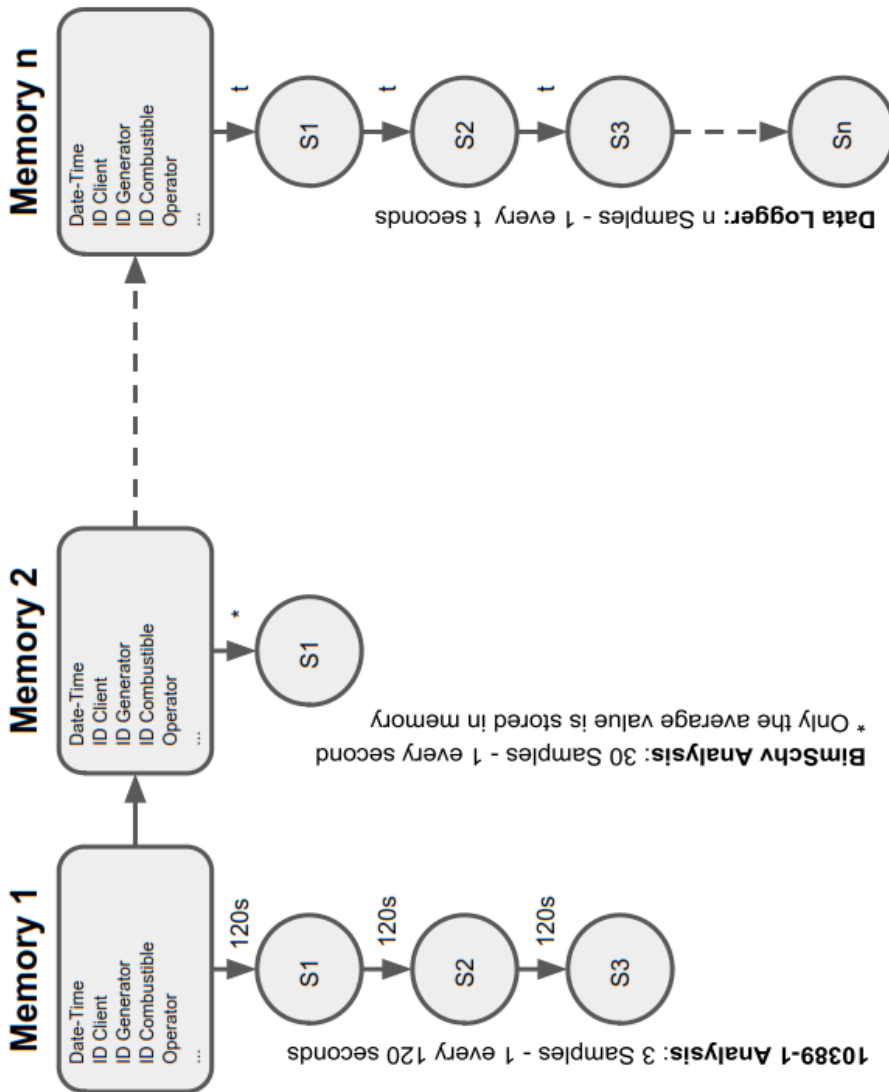 Memory 1
Date-Time
ID Client
ID Generator
ID Combustible
Operator
...
120s
S1
120s
S2
120s
S3
10389-1 Analysis: 3 Samples - 1 every 120 seconds
Memory 2
Date-Time
ID Client
ID Generator
ID Combustible
Operator
...
*
S1
BimSchv Analysis: 30 Samples - 1 every second
* Only the average value is stored in memory
Memory n
Date-Time
ID Client
ID Generator
ID Combustible
Operator
...
t
S1
t
S2
t
S3
Sn
Data Logger: n Samples - 1 every t seconds